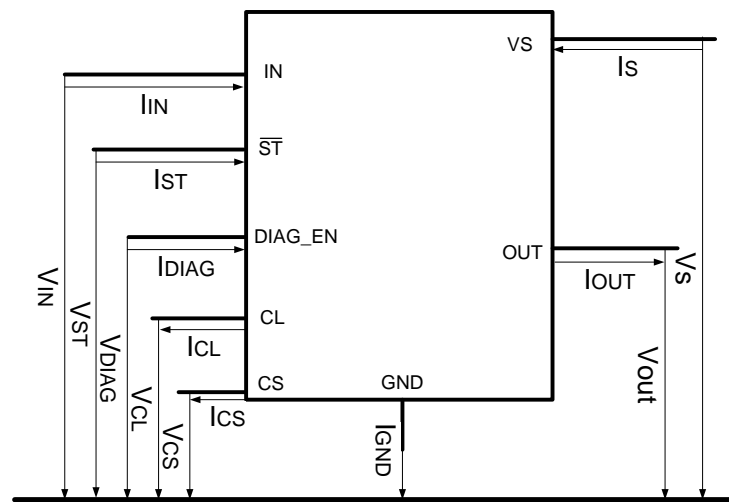 VS
IS
IN
IIN
ST
IST
DIAG_EN
IDIAG
OUT
IOUT
CL
ICL
CS
ICS
GND
IGND
VIN
VST
VDIAG
VCL
VCS
Vout
Vs